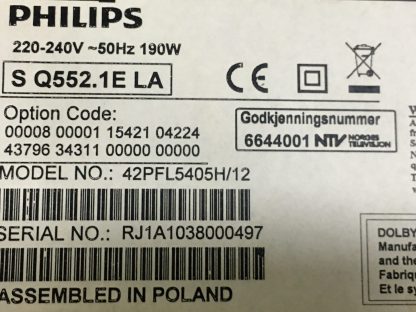 PHILIPS
220-240V ~50Hz 190W
S Q552.1E LA
CE
Option Code:
00008 00001 15421 04224
43796 34311 00000 00000
Godkjenningsnummer
6644001 NTV NORGES TELEVISJON
MODEL NO.: 42PFL5405H/12
SERIAL NO.: RJ1A1038000497
ASSEMBLED IN POLAND
DOLBY
Manufa
and the
Fabriqu
Et le sy